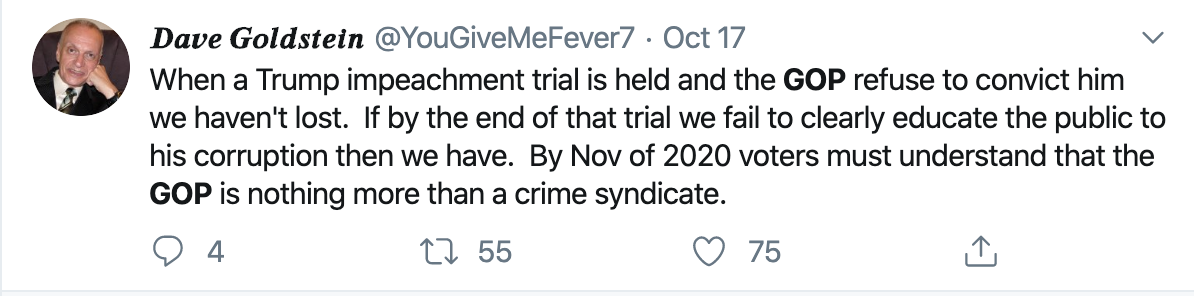 Dave Goldstein @YouGiveMeFever7 · Oct 17
When a Trump impeachment trial is held and the GOP refuse to convict him
we haven't lost.  If by the end of that trial we fail to clearly educate the public to
his corruption then we have.  By Nov of 2020 voters must understand that the
GOP is nothing more than a crime syndicate.
4 55 75